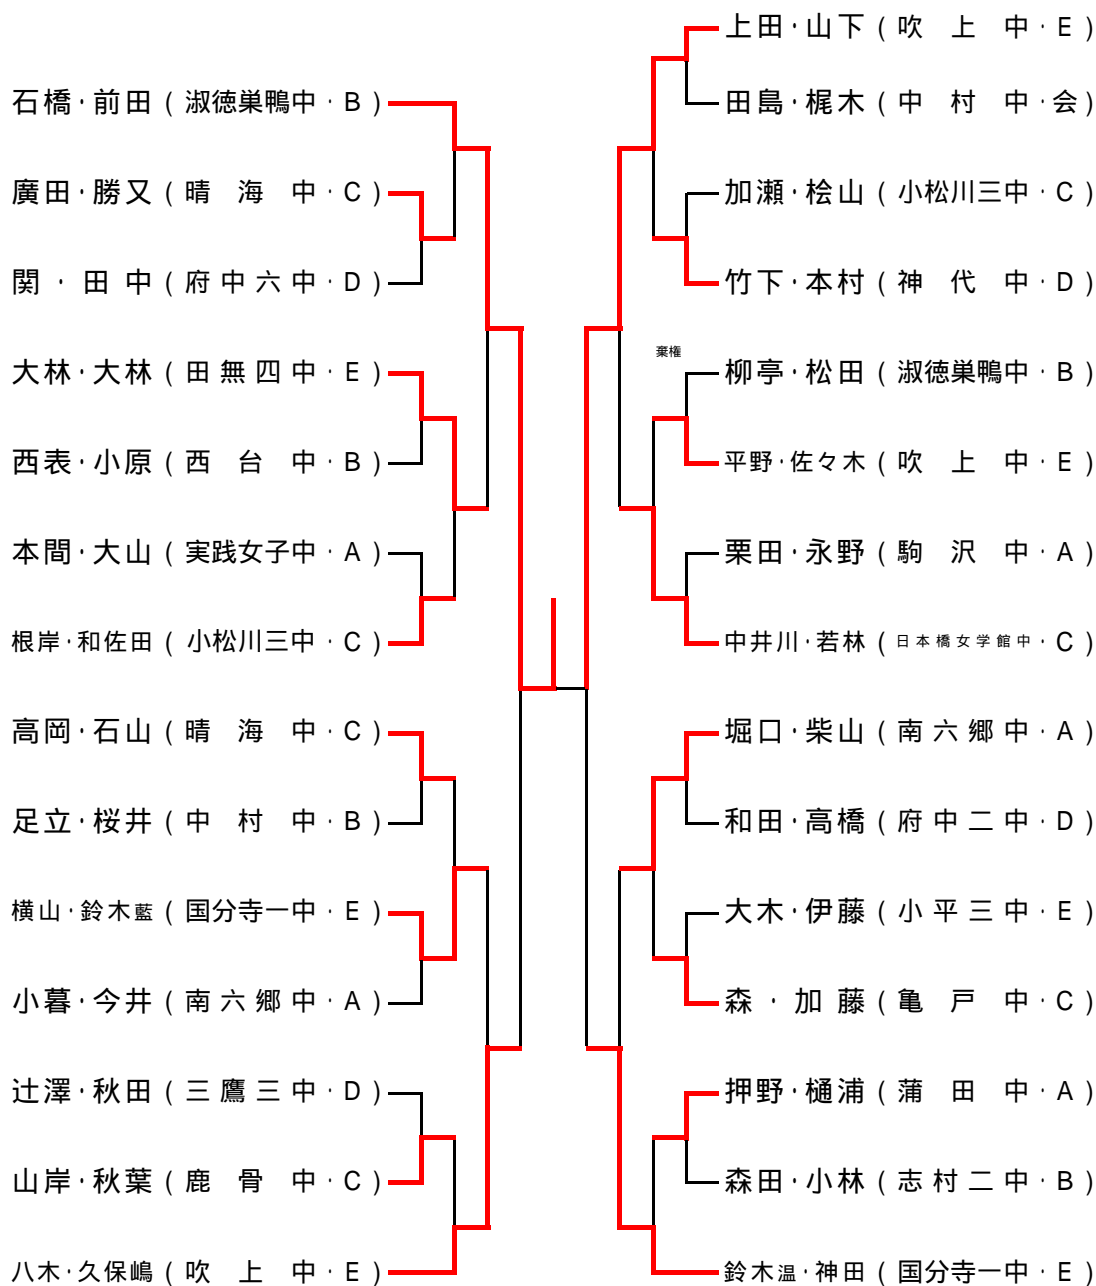 石橋・前田 ( 淑徳巣鴨中・B )
廣田・勝又 ( 晴海中・C )
関・田中 ( 府中六中・D )
大林・大林 ( 田無四中・E )
西表・小原 ( 西台中・B )
本間・大山 ( 実践女子中・A )
根岸・和佐田 ( 小松川三中・C )
高岡・石山 ( 晴海中・C )
足立・桜井 ( 中村中・B )
横山・鈴木藍 ( 国分寺一中・E )
小暮・今井 ( 南六郷中・A )
辻澤・秋田 ( 三鷹三中・D )
山岸・秋葉 ( 鹿骨中・C )
八木・久保嶋 ( 吹上中・E )
上田・山下 ( 吹上中・E )
田島・梶木 ( 中村中・会 )
加瀬・桧山 ( 小松川三中・C )
竹下・本村 ( 神代中・D )
棄権
柳亭・松田 ( 淑徳巣鴨中・B )
平野・佐々木 ( 吹上中・E )
栗田・永野 ( 駒沢中・A )
中井川・若林 ( 日本橋女学館中・C )
堀口・柴山 ( 南六郷中・A )
和田・高橋 ( 府中二中・D )
大木・伊藤 ( 小平三中・E )
森・加藤 ( 亀戸中・C )
押野・樋浦 ( 蒲田中・A )
森田・小林 ( 志村二中・B )
鈴木温・神田 ( 国分寺一中・E )